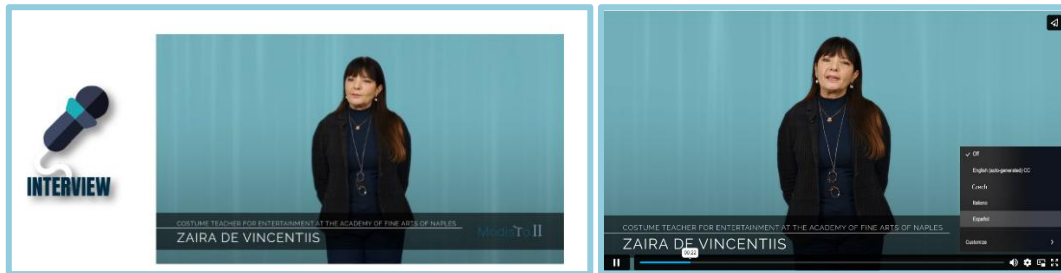 INTERVIEW
COSTUME TEACHER FOR ENTERTAINMENT AT THE ACADEMY OF FINE ARTS OF NAPLES
ZAIRA DE VINCENTIIS
II
Off
English (auto-generated) CC
Czech
Italiano
Español
Customize
COSTUME TEACHER FOR ENTERTAINMENT AT THE ACADEMY OF FINE ARTS OF NAPLES
ZAIRA DE VINCENTIIS